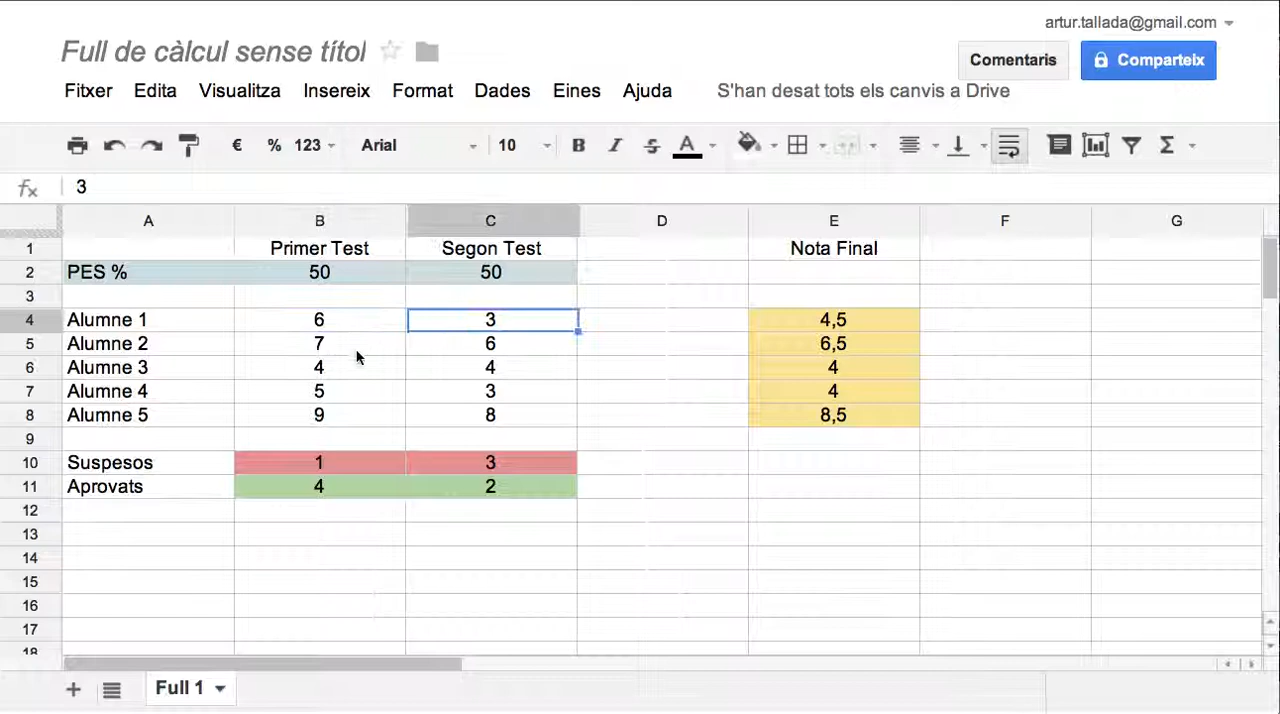 artur.tallada@gmail.com
Full de càlcul sense títol
Comentaris Comparteix
Fitxer Edita Visualitza Insereix Format Dades Eines Ajuda S'han desat tots els canvis a Drive
€ % 123 Arial 10 B I S A Σ
fx 3
A B C D E F G
1 Primer Test Segon Test Nota Final
2 PES % 50 50
3
4 Alumne 1 6 3 4,5
5 Alumne 2 7 6 6,5
6 Alumne 3 4 4 4
7 Alumne 4 5 3 4
8 Alumne 5 9 8 8,5
9
10 Suspesos 1 3
11 Aprovats 4 2
12
13
14
15
16
17
18
+ Full 1